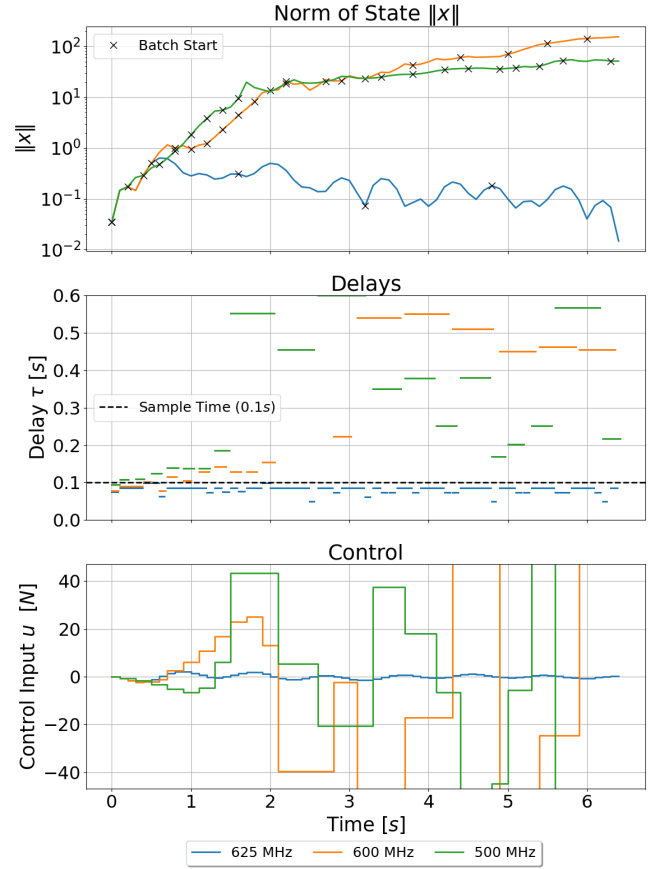 Norm of State ‖x‖
‖x‖
10²
10¹
10⁰
10⁻¹
10⁻²
Batch Start
Delays
Delay τ [s]
0.6
0.5
0.4
0.3
0.2
0.1
0.0
Sample Time (0.1s)
Control
Control Input u [N]
40
20
0
−20
−40
0 1 2 3 4 5 6
Time [s]
625 MHz 600 MHz 500 MHz